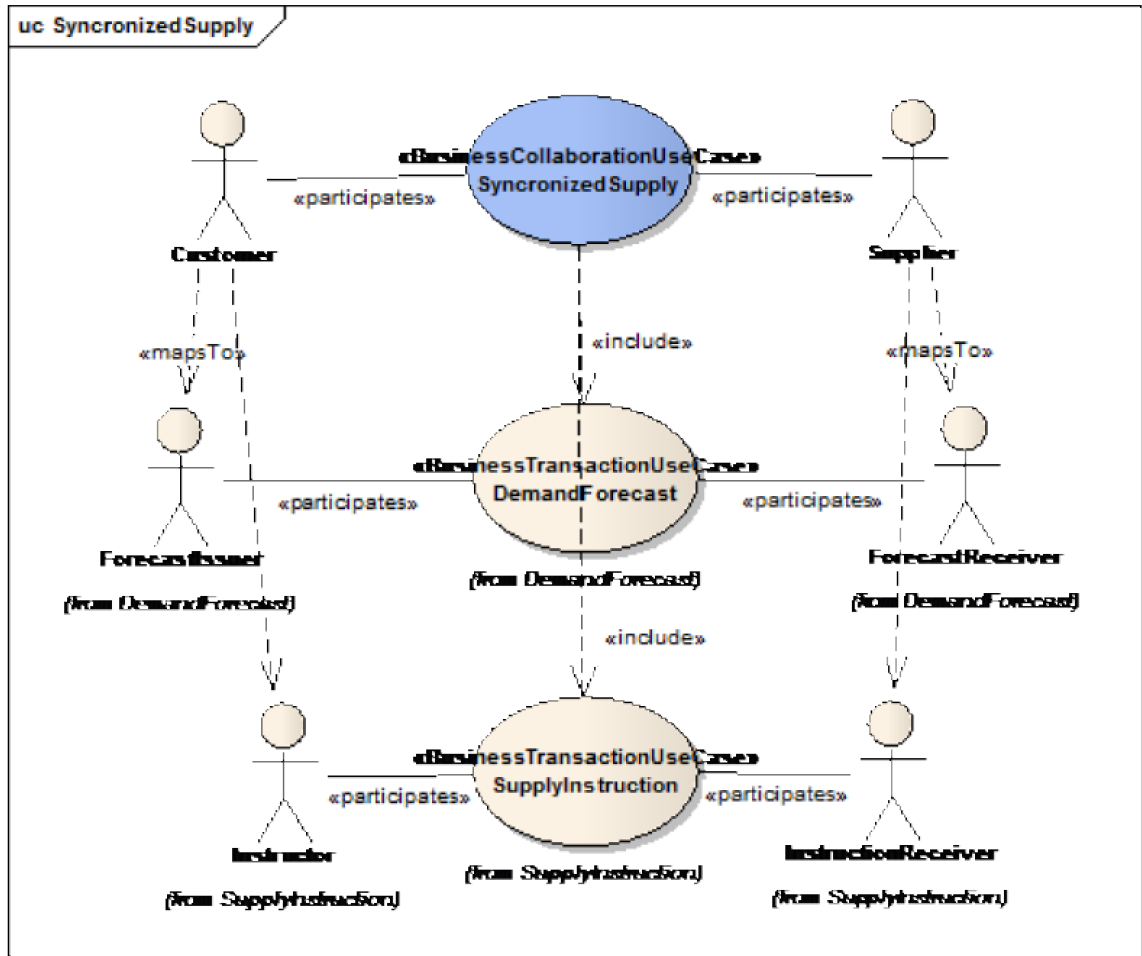 uc SyncronizedSupply
«BusinessCollaborationUseCase»
SyncronizedSupply
«participates»
«participates»
Customer
Supplier
«include»
«mapsTo»
«mapsTo»
«BusinessTransactionUseCase»
DemandForecast
«participates»
«participates»
ForecastIssuer
ForecastReceiver
(from DemandForecast)
(from DemandForecast)
(from DemandForecast)
«include»
«BusinessTransactionUseCase»
SupplyInstruction
«participates»
«participates»
Instructor
InstructionReceiver
(from SupplyInstruction)
(from SupplyInstruction)
(from SupplyInstruction)